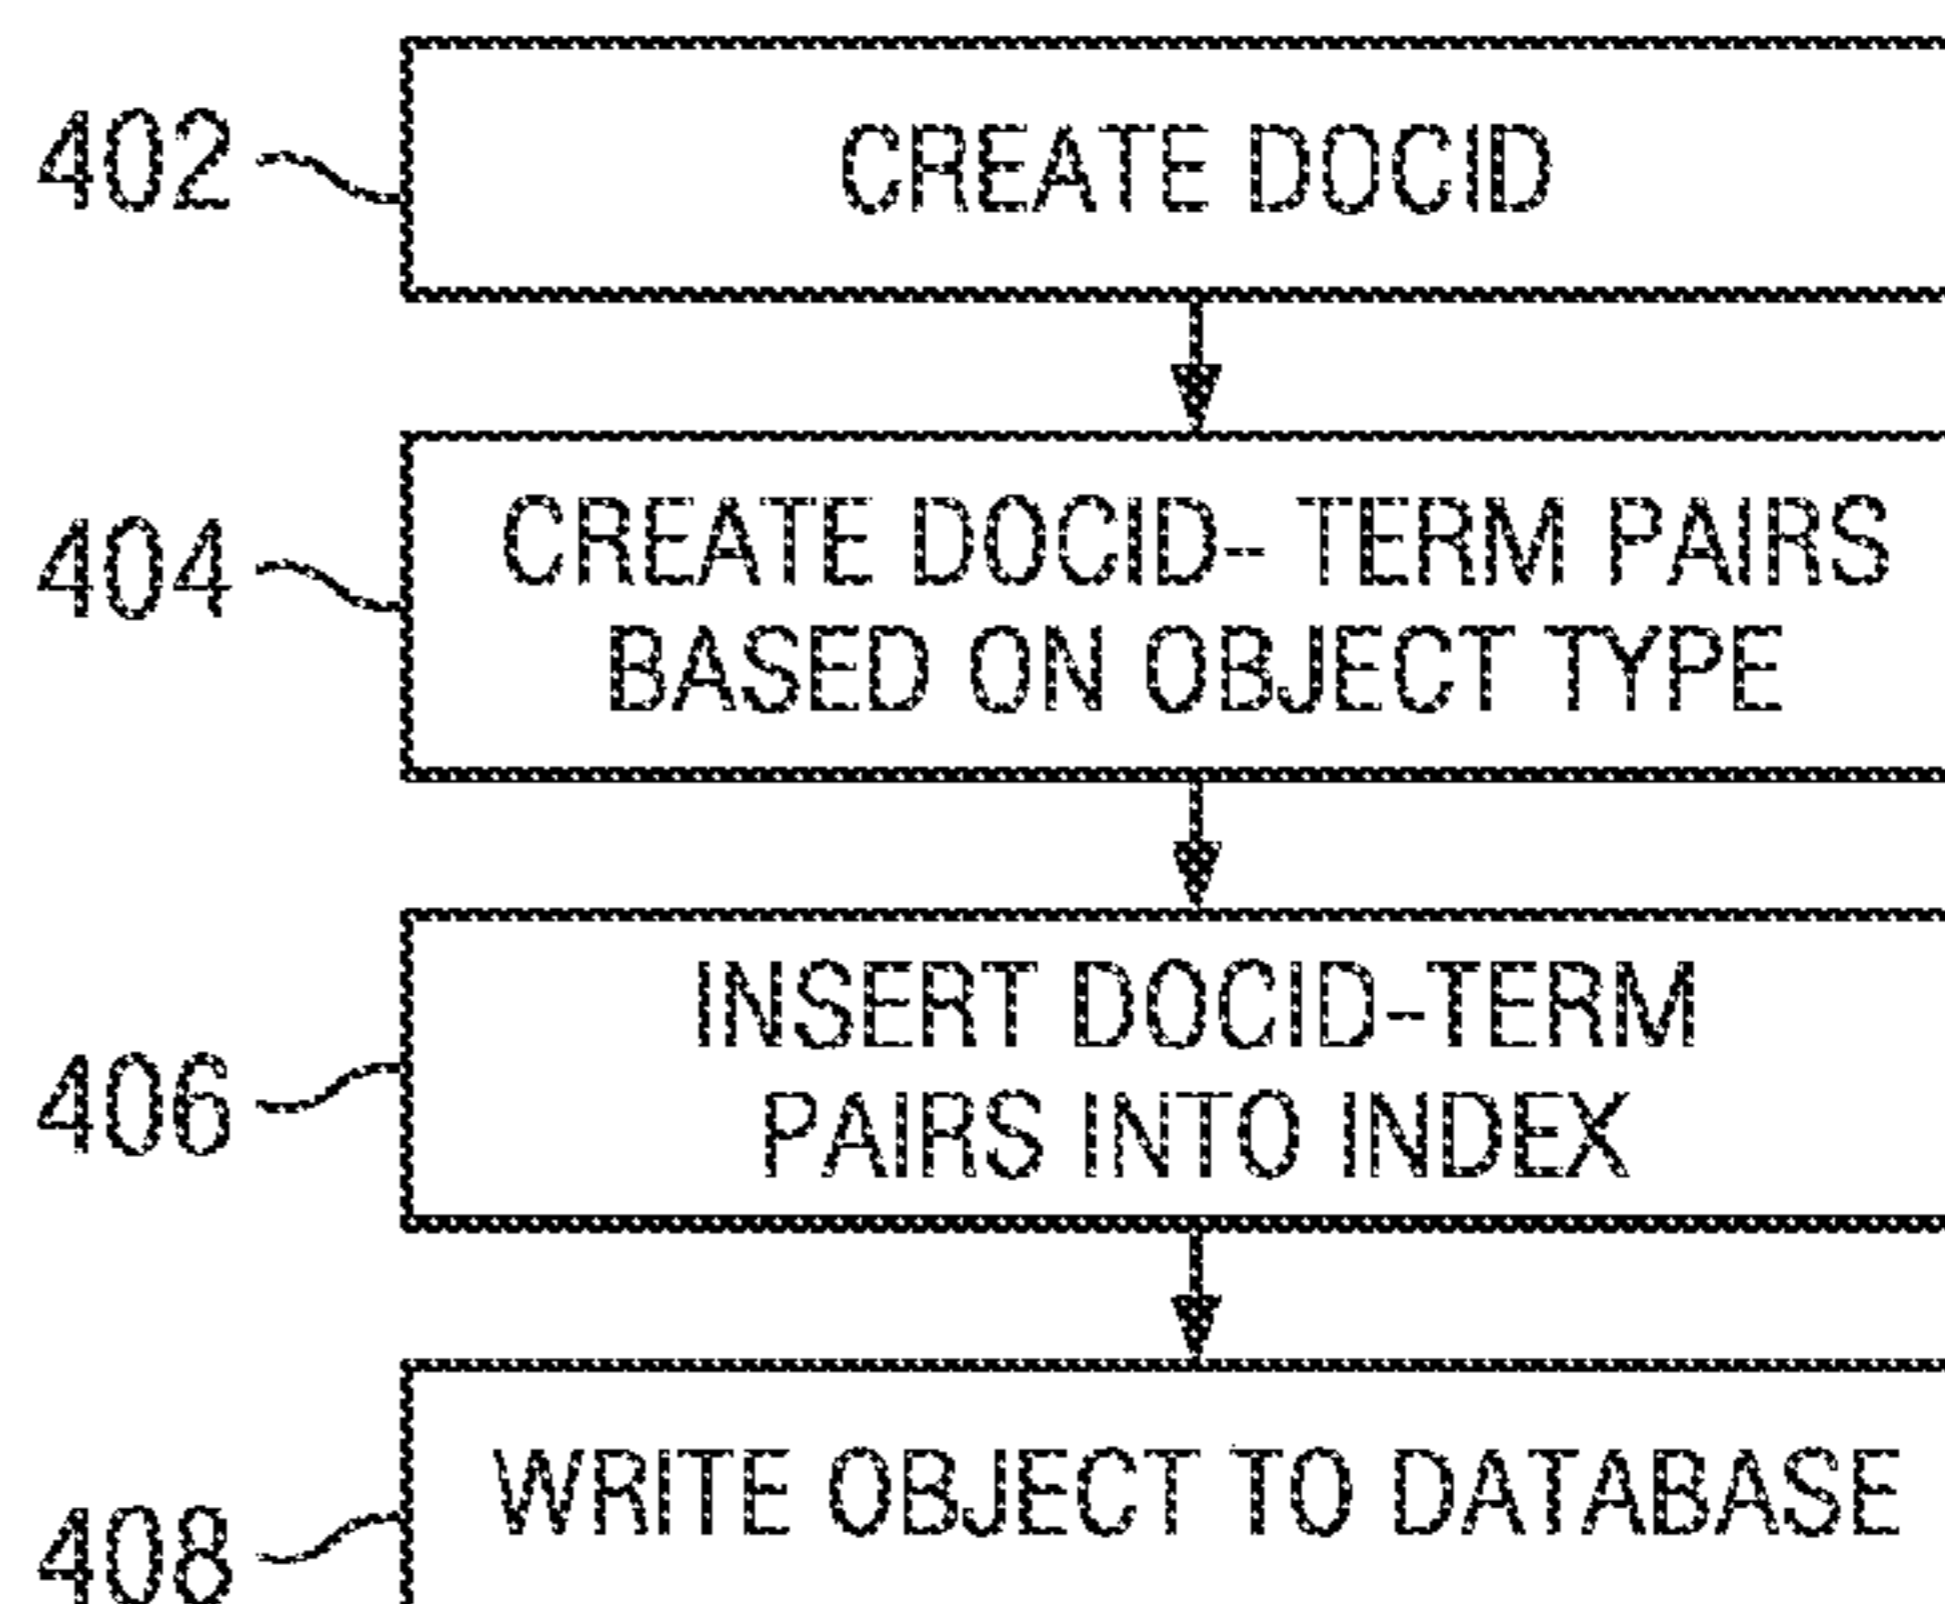 402
CREATE DOCID
404
CREATE DOCID-- TERM PAIRS
BASED ON OBJECT TYPE
406
INSERT DOCID-TERM
PAIRS INTO INDEX
408
WRITE OBJECT TO DATABASE